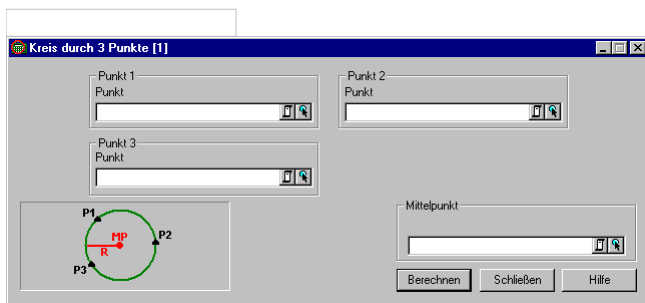 Kreis durch 3 Punkte [1]
Punkt 1
Punkt
Punkt 2
Punkt
Punkt 3
Punkt
P1
MP
P2
R
P3
Mittelpunkt
Berechnen
Schließen
Hilfe